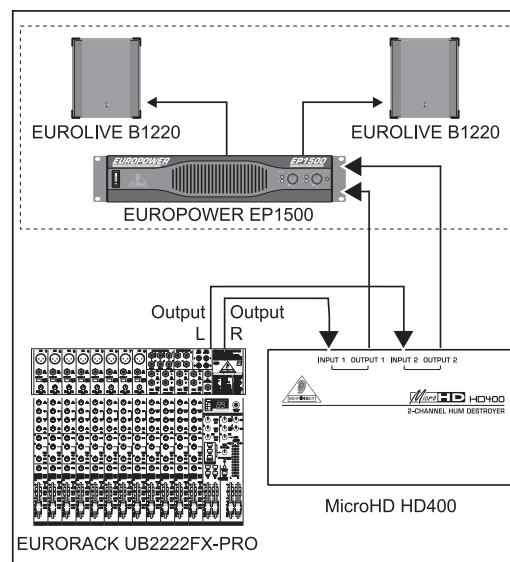 EUROLIVE B1220
EUROLIVE B1220
EUROPOWER
EP1500
EUROPOWER EP1500
Output
L
Output
R
INPUT 1 OUTPUT 1 INPUT 2 OUTPUT 2
BEHRINGER
MicroHD HD400
2-CHANNEL HUM DESTROYER
MicroHD HD400
EURORACK UB2222FX-PRO